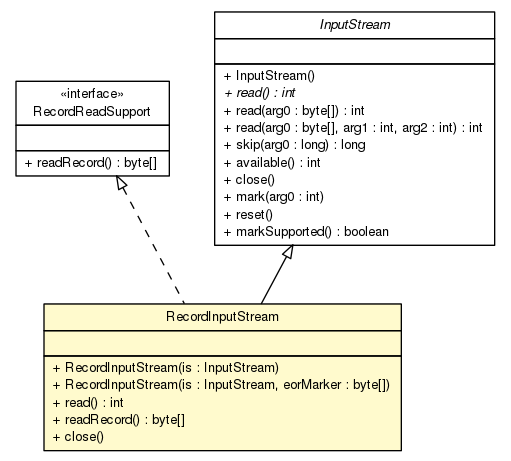 InputStream
+ InputStream()
+ read() : int
+ read(arg0 : byte[]) : int
+ read(arg0 : byte[], arg1 : int, arg2 : int) : int
+ skip(arg0 : long) : long
+ available() : int
+ close()
+ mark(arg0 : int)
+ reset()
+ markSupported() : boolean
«interface»
RecordReadSupport
+ readRecord() : byte[]
RecordInputStream
+ RecordInputStream(is : InputStream)
+ RecordInputStream(is : InputStream, eorMarker : byte[])
+ read() : int
+ readRecord() : byte[]
+ close()